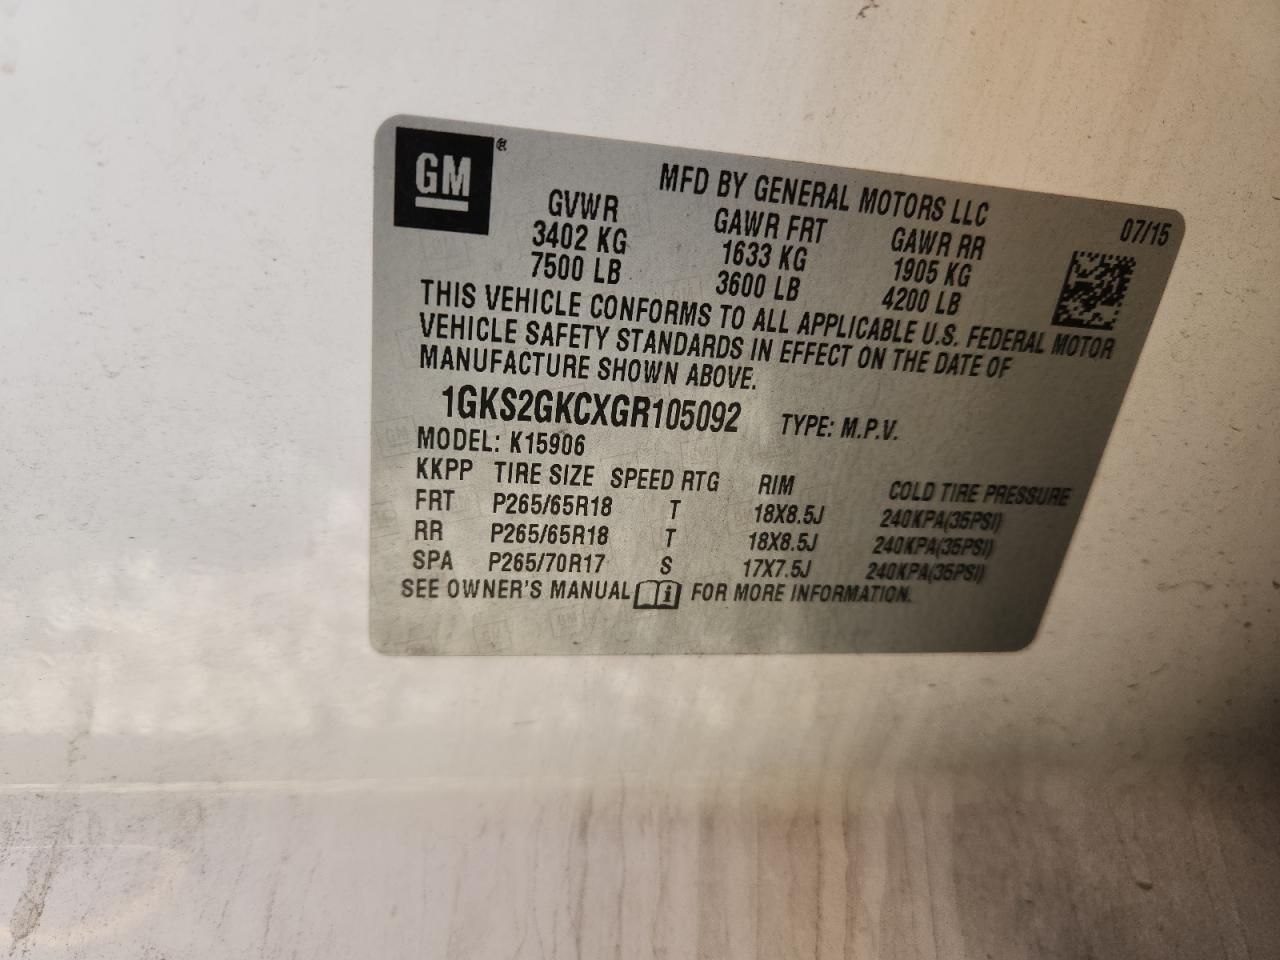 GM®
MFD BY GENERAL MOTORS LLC
07/15
GVWR GAWR FRT GAWR RR
3402 KG 1633 KG 1905 KG
7500 LB 3600 LB 4200 LB
THIS VEHICLE CONFORMS TO ALL APPLICABLE U.S. FEDERAL MOTOR
VEHICLE SAFETY STANDARDS IN EFFECT ON THE DATE OF
MANUFACTURE SHOWN ABOVE.
1GKS2GKCXGR105092 TYPE: M.P.V.
MODEL: K15906
KKPP TIRE SIZE SPEED RTG RIM COLD TIRE PRESSURE
FRT P265/65R18 T 18X8.5J 240KPA(35PSI)
RR P265/65R18 T 18X8.5J 240KPA(35PSI)
SPA P265/70R17 S 17X7.5J 240KPA(35PSI)
SEE OWNER'S MANUAL i FOR MORE INFORMATION.